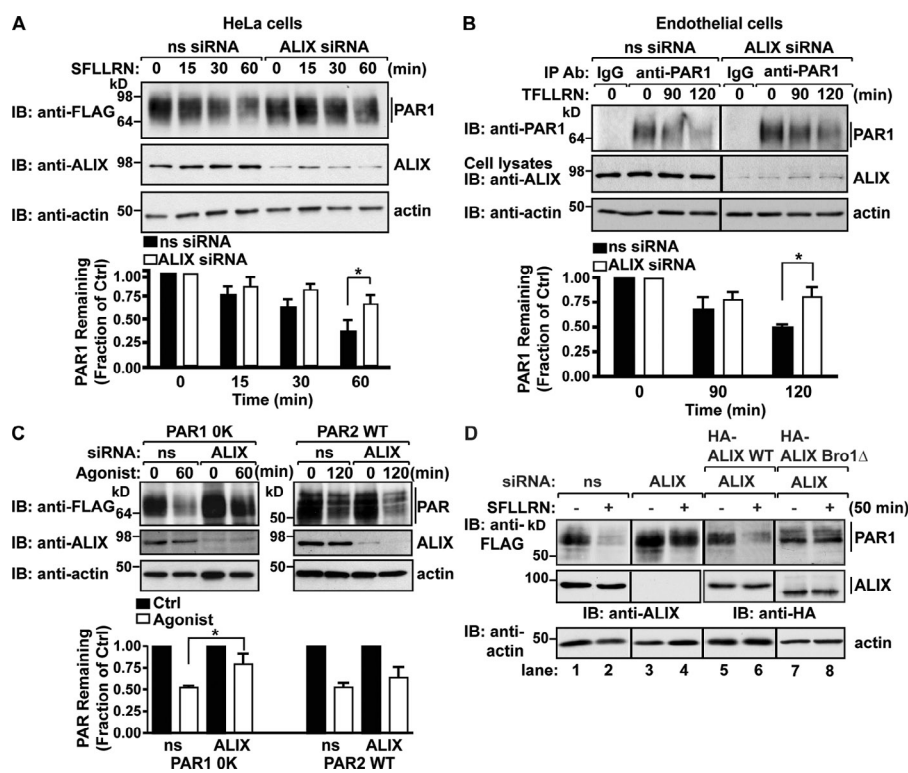 A
HeLa cells
ns siRNA ALIX siRNA
SFLLRN: 0 15 30 60 0 15 30 60 (min)
kD
98
IB: anti-FLAG PAR1
64
IB: anti-ALIX 98 ALIX
IB: anti-actin 50 actin
ns siRNA
ALIX siRNA
*
PAR1 Remaining
(Fraction of Ctrl)
1.00
0.75
0.50
0.25
0.00
0 15 30 60
Time (min)
B
Endothelial cells
ns siRNA ALIX siRNA
IP Ab: IgG anti-PAR1 IgG anti-PAR1
TFLLRN: 0 0 90 120 0 0 90 120 (min)
kD
IB: anti-PAR1 64 PAR1
Cell lysates
IB: anti-ALIX 98 ALIX
IB: anti-actin 50 actin
ns siRNA
ALIX siRNA
*
PAR1 Remaining
(Fraction of Ctrl)
1.00
0.75
0.50
0.25
0.00
0 90 120
Time (min)
C
PAR1 0K PAR2 WT
siRNA: ns ALIX ns ALIX
Agonist: 0 60 0 60 (min) 0 120 0 120 (min)
kD kD
IB: anti-FLAG 64 50 PAR
IB: anti-ALIX 98 98 ALIX
IB: anti-actin 50 50 actin
Ctrl
Agonist
*
PAR Remaining
(Fraction of Ctrl)
1.00
0.75
0.50
0.25
0.00
ns ALIX ns ALIX
PAR1 0K PAR2 WT
D
HA- HA-
ALIX WT ALIX Bro1Δ
siRNA: ns ALIX ALIX ALIX
SFLLRN: - + - + - + - + (50 min)
IB: anti- kD
FLAG PAR1
50
100 ALIX
IB: anti-ALIX IB: anti-HA
IB: anti-
actin 50 actin
lane: 1 2 3 4 5 6 7 8